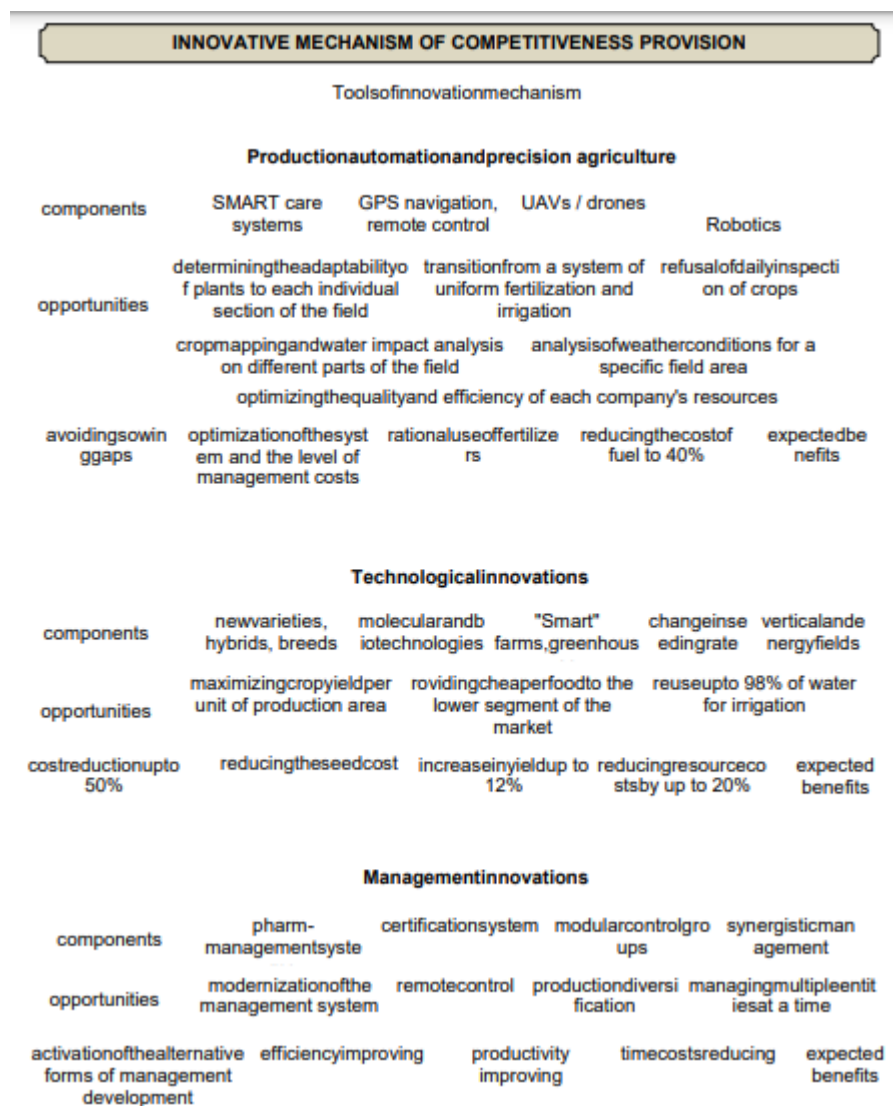 INNOVATIVE MECHANISM OF COMPETITIVENESS PROVISION
Toolsofinnovationmechanism
Productionautomationandprecision agriculture
components
SMART care
systems
GPS navigation,
remote control
UAVs / drones
Robotics
opportunities
determiningtheadaptabilityo
f plants to each individual
section of the field
transitionfrom a system of
uniform fertilization and
irrigation
refusalofdailyinspecti
on of crops
cropmappingandwater impact analysis
on different parts of the field
analysisofweatherconditions for a
specific field area
optimizingthequalityand efficiency of each company's resources
avoidingsowin
ggaps
optimizationofthesyst
em and the level of
management costs
rationaluseoffertilize
rs
reducingthecostof
fuel to 40%
expectedbe
nefits
Technologicalinnovations
components
newvarieties,
hybrids, breeds
molecularandb
iotechnologies
"Smart"
farms,greenhous
changeinse
edingrate
verticalande
nergyfields
opportunities
maximizingcropyieldper
unit of production area
rovidingcheaperfoodto the
lower segment of the
market
reuseupto 98% of water
for irrigation
costreductionupto
50%
reducingtheseedcost
increaseinyieldup to
12%
reducingresourceco
stsby up to 20%
expected
benefits
Managementinnovations
components
pharm-
managementsyste
certificationsystem
modularcontrolgro
ups
synergisticman
agement
opportunities
modernizationofthe
management system
remotecontrol
productiondiversi
fication
managingmultipleentit
iesat a time
activationofthealternative
forms of management
development
efficiencyimproving
productivity
improving
timecostsreducing
expected
benefits